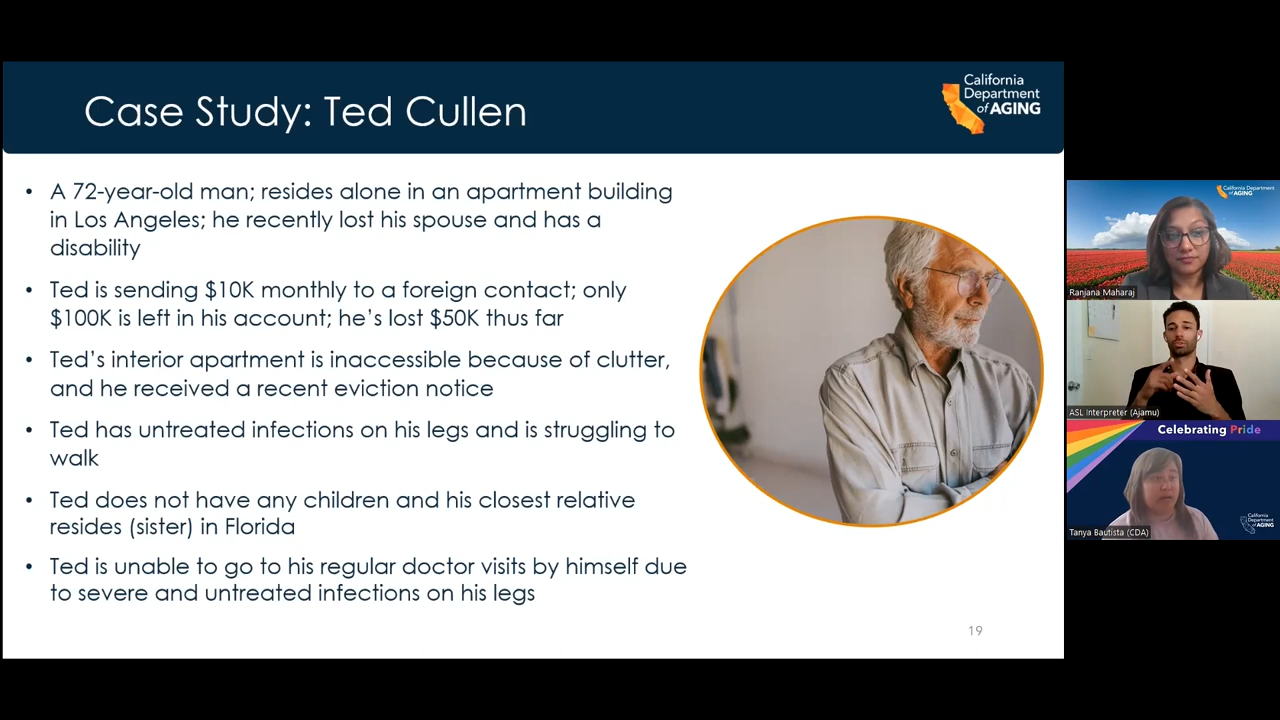 Case Study: Ted Cullen
California
Department
of AGING
• A 72-year-old man; resides alone in an apartment building
in Los Angeles; he recently lost his spouse and has a
disability
• Ted is sending $10K monthly to a foreign contact; only
$100K is left in his account; he’s lost $50K thus far
• Ted’s interior apartment is inaccessible because of clutter,
and he received a recent eviction notice
• Ted has untreated infections on his legs and is struggling to
walk
• Ted does not have any children and his closest relative
resides (sister) in Florida
• Ted is unable to go to his regular doctor visits by himself due
to severe and untreated infections on his legs
19
California Department
of AGING
Ranjana Maharaj
ASL Interpreter (Ajamu)
Celebrating Pride
California
Department
of AGING
Tanya Bautista (CDA)